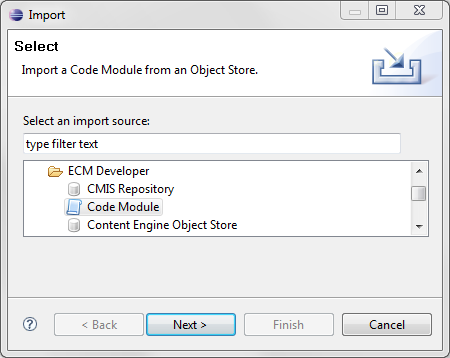 Import
Select
Import a Code Module from an Object Store.
Select an import source:
type filter text
ECM Developer
CMIS Repository
Code Module
Content Engine Object Store
?
< Back
Next >
Finish
Cancel